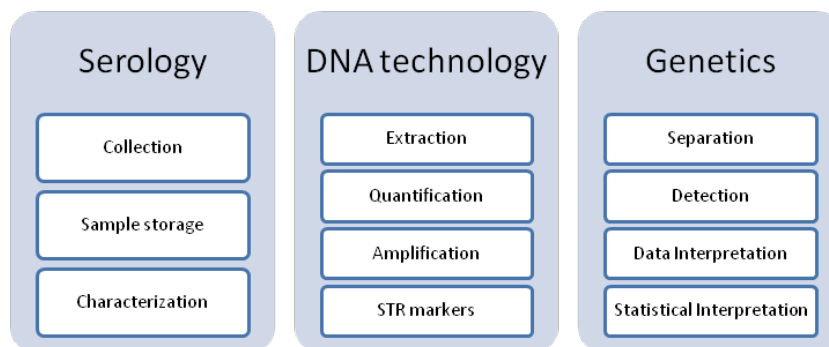 Serology
Collection
Sample storage
Characterization
DNA technology
Extraction
Quantification
Amplification
STR markers
Genetics
Separation
Detection
Data Interpretation
Statistical Interpretation